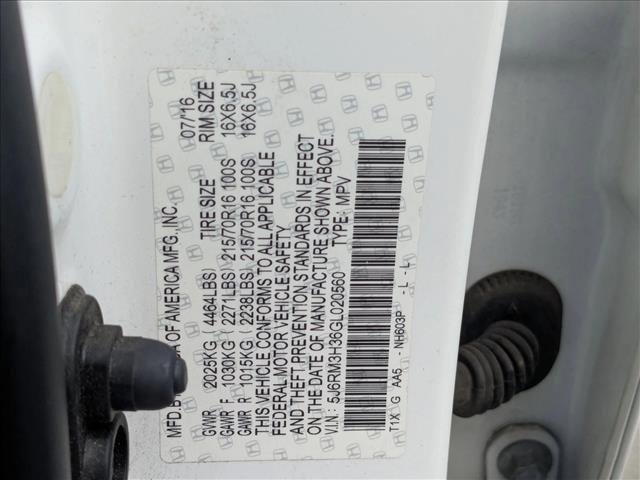 MFD.B OF AMERICA MFG.,INC. 07/16
GVWR 2025KG (4464LBS) TIRE SIZE RIM SIZE
GAWR F 1030KG (2271LBS) 215/70R16 100S 16X6.5J
GAWR R 1015KG (2238LBS) 215/70R16 100S 16X6.5J
THIS VEHICLE CONFORMS TO ALL APPLICABLE
FEDERAL MOTOR VEHICLE SAFETY
AND THEFT PREVENTION STANDARDS IN EFFECT
ON THE DATE OF MANUFACTURE SHOWN ABOVE.
V.I.N.: 5J6RM3H36GL020560 TYPE: MPV
T1X G AA5 - NH603P - L - L